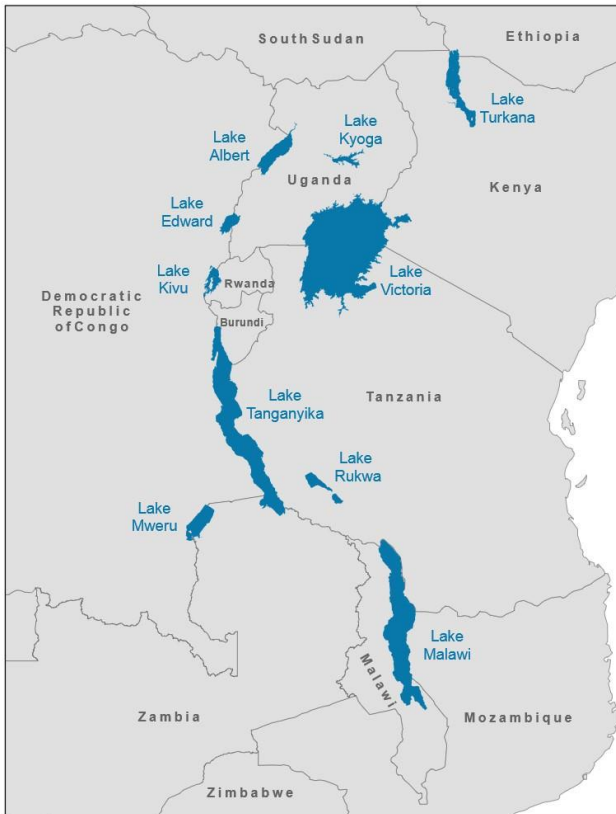 South Sudan
Ethiopia
Lake
Turkana
Lake
Kyoga
Lake
Albert
Uganda
Kenya
Lake
Edward
Lake
Kivu
Rwanda
Lake
Victoria
Democratic
Republic
of Congo
Burundi
Lake
Tanganyika
Tanzania
Lake
Rukwa
Lake
Mweru
Lake
Malawi
Malawi
Zambia
Mozambique
Zimbabwe